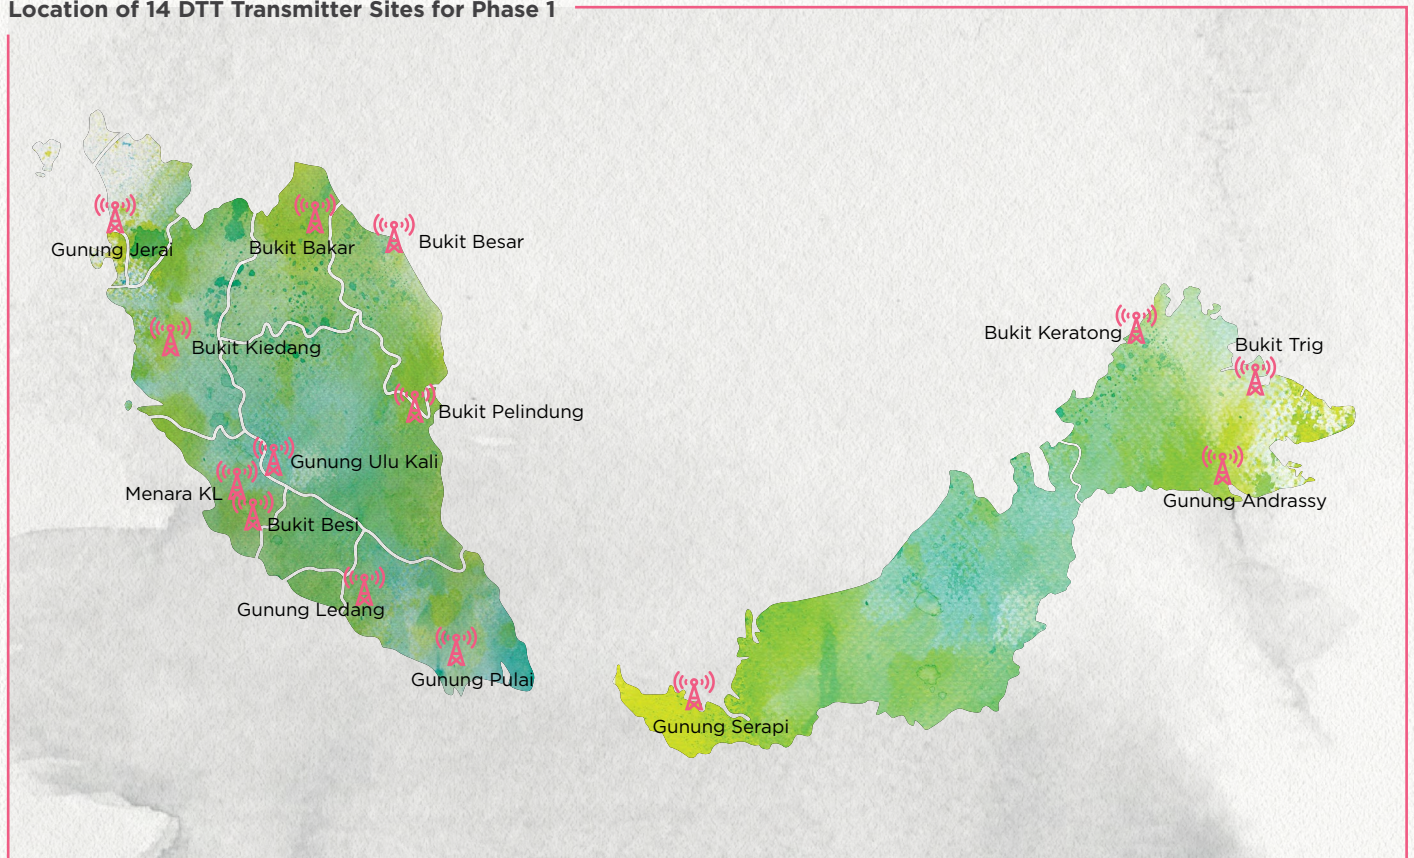 Location of 14 DTT Transmitter Sites for Phase 1
Gunung Jerai
Bukit Bakar
Bukit Besar
Bukit Kiedang
Bukit Pelindung
Gunung Ulu Kali
Menara KL
Bukit Besi
Gunung Ledang
Gunung Pulai
Bukit Keratong
Bukit Trig
Gunung Andrassy
Gunung Serapi